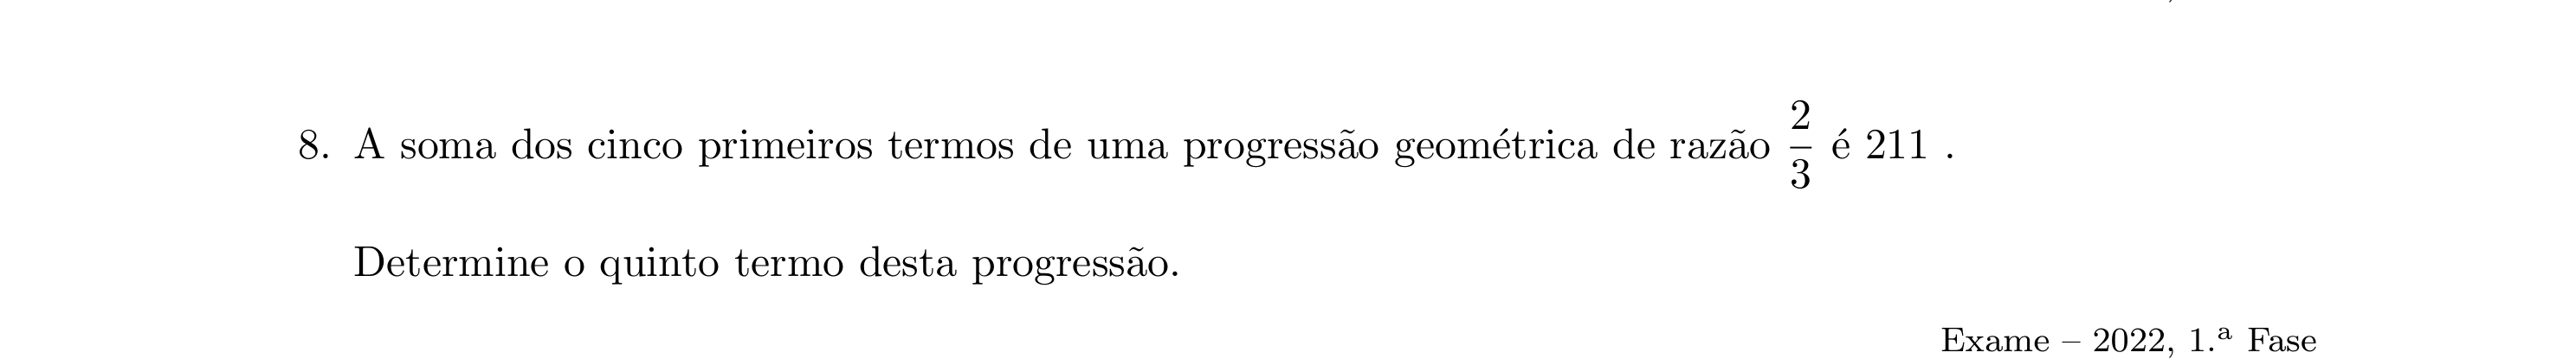 8. A soma dos cinco primeiros termos de uma progressão geométrica de razão 2/3 é 211 .
Determine o quinto termo desta progressão.
Exame – 2022, 1.ª Fase